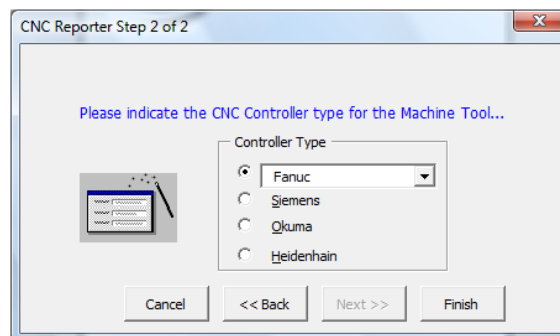 CNC Reporter Step 2 of 2
Please indicate the CNC Controller type for the Machine Tool...
Controller Type
Fanuc
Siemens
Okuma
Heidenhain
Cancel << Back Next >> Finish